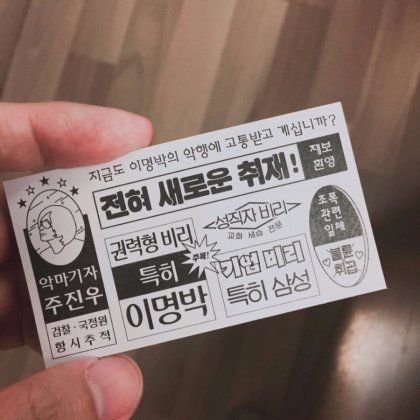 지금도 이명박의 악행에 고통받고 계십니까?
전혀 새로운 취재!
제보
환영
악마기자
주진우
검찰·국정원
항시추적
권력형 비리
주목!
특히
이명박
성직자 비리
교회 세습 전문
기업 비리
특히 삼성
조폭
관련
일체
불륜
취급